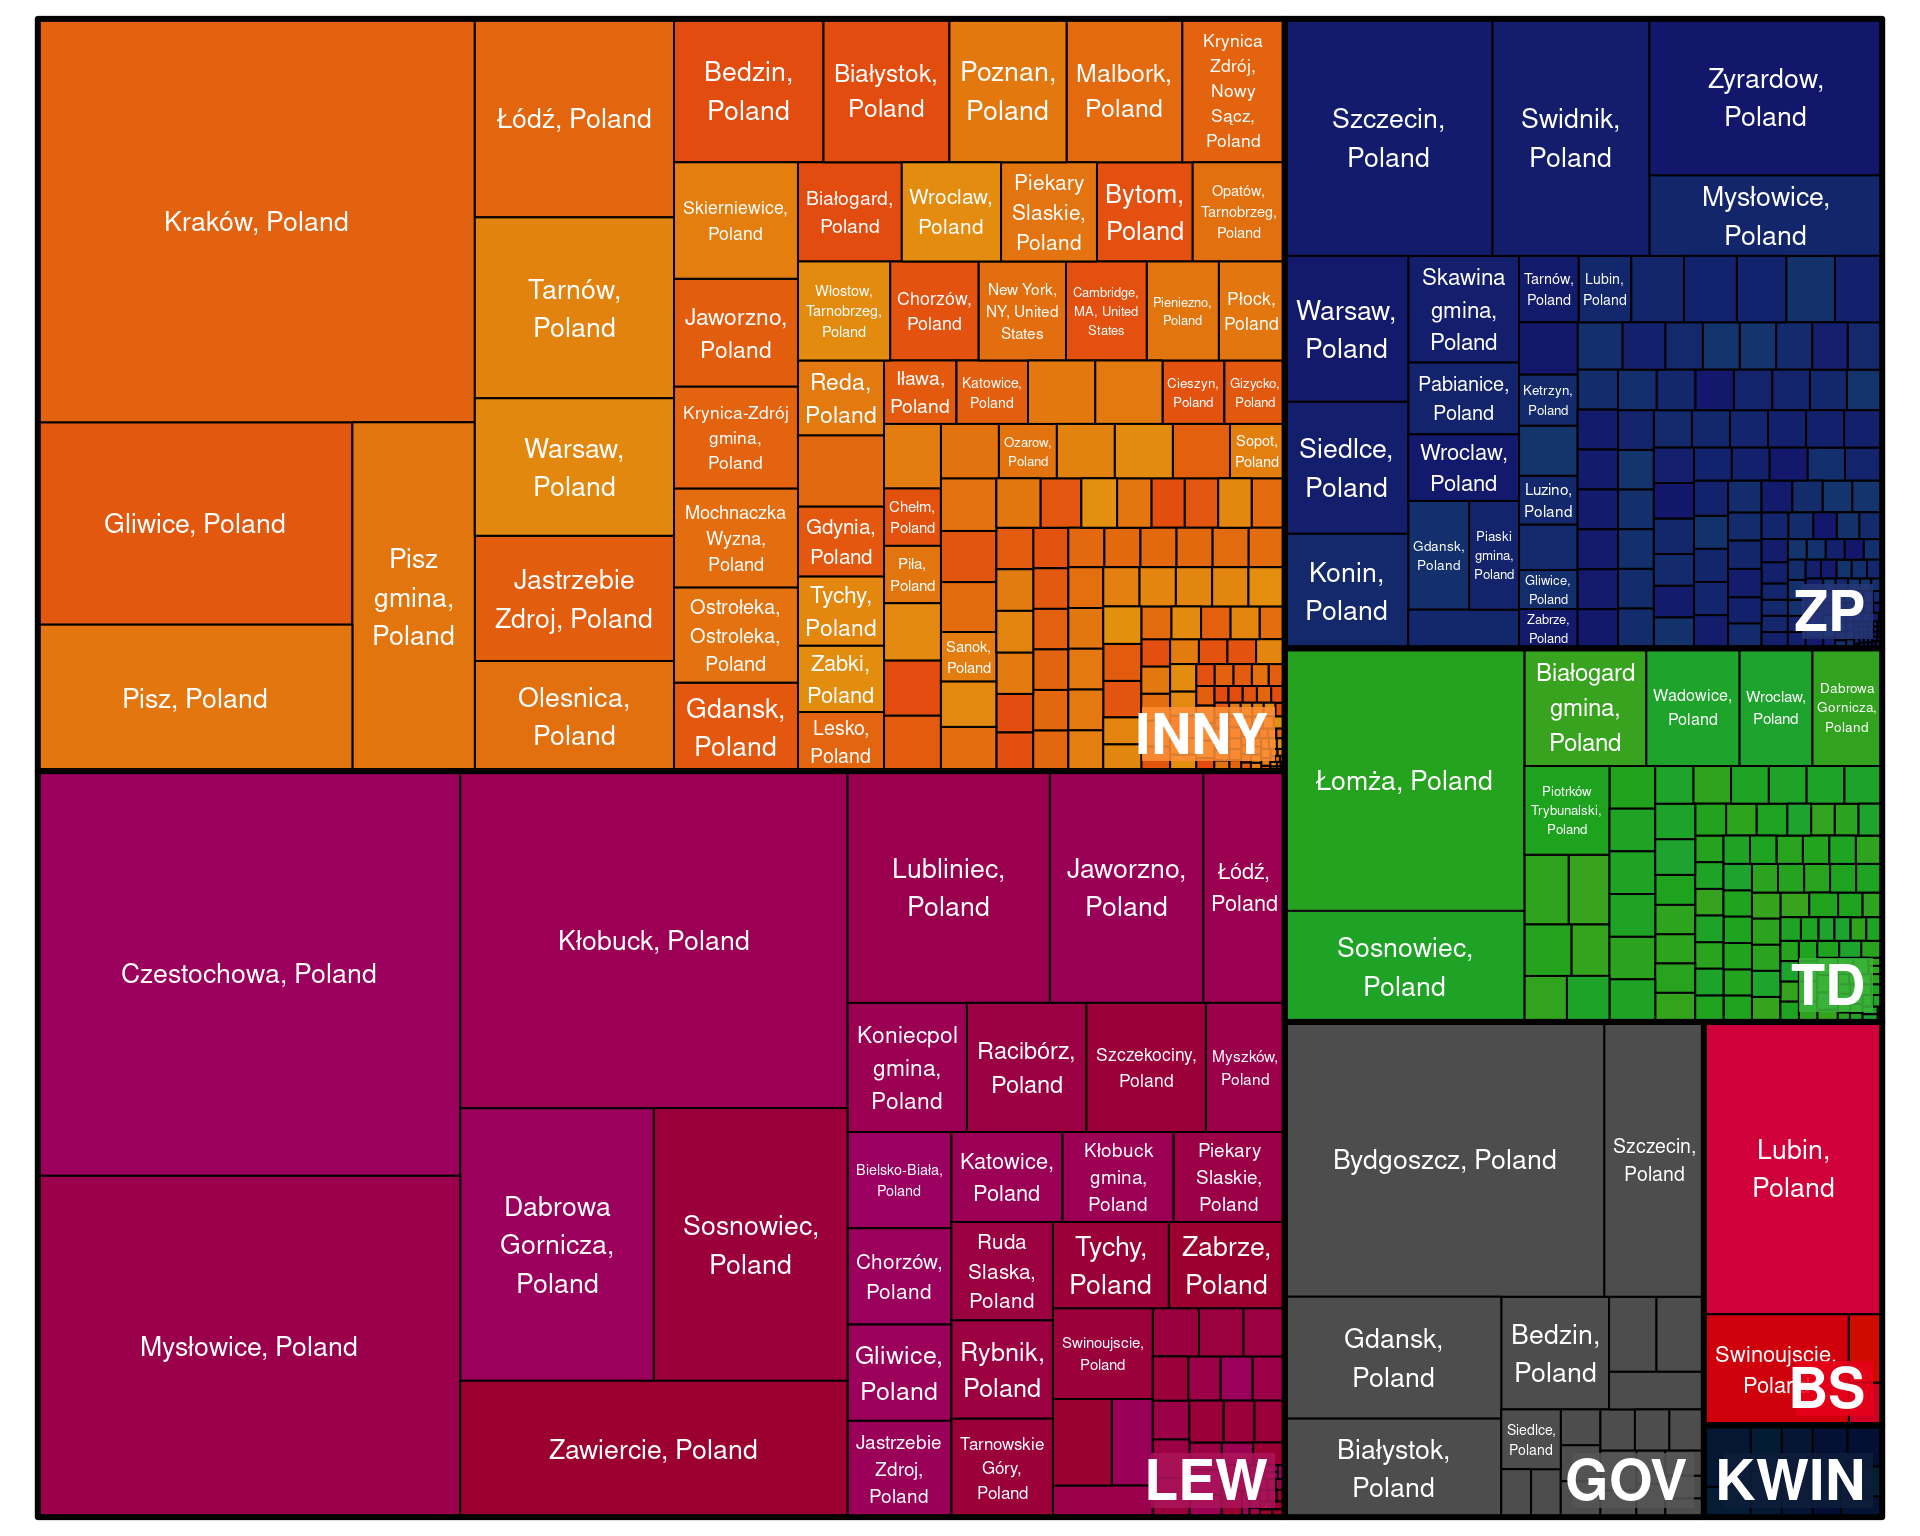 Kraków, Poland
Gliwice, Poland
Pisz, Poland
Pisz
gmina,
Poland
Łódź, Poland
Tarnów,
Poland
Warsaw,
Poland
Jastrzebie
Zdroj, Poland
Olesnica,
Poland
Bedzin,
Poland
Białystok,
Poland
Poznan,
Poland
Malbork,
Poland
Krynica
Zdrój,
Nowy
Sącz,
Poland
Skierniewice,
Poland
Jaworzno,
Poland
Krynica-Zdrój
gmina,
Poland
Mochnaczka
Wyzna,
Poland
Ostrołeka,
Ostroleka,
Poland
Gdansk,
Poland
Białogard,
Poland
Wroclaw,
Poland
Piekary
Slaskie,
Poland
Bytom,
Poland
Opatów,
Tarnobrzeg,
Poland
Włostow,
Tarnobrzeg,
Poland
Chorzów,
Poland
New York,
NY, United
States
Cambridge,
MA, United
States
Pieniezno,
Poland
Płock,
Poland
Reda,
Poland
Iława,
Poland
Katowice,
Poland
Cieszyn,
Poland
Gizycko,
Poland
Ozarow,
Poland
Sopot,
Poland
Gdynia,
Poland
Chełm,
Poland
Piła,
Poland
Tychy,
Poland
Zabki,
Poland
Sanok,
Poland
Lesko,
Poland
INNY
Szczecin,
Poland
Swidnik,
Poland
Zyrardow,
Poland
Mysłowice,
Poland
Warsaw,
Poland
Siedlce,
Poland
Konin,
Poland
Skawina
gmina,
Poland
Pabianice,
Poland
Wroclaw,
Poland
Gdansk,
Poland
Piaski
gmina,
Poland
Tarnów,
Poland
Lubin,
Poland
Ketrzyn,
Poland
Luzino,
Poland
Gliwice,
Poland
Zabrze,
Poland
ZP
Łomża, Poland
Sosnowiec,
Poland
Białogard
gmina,
Poland
Wadowice,
Poland
Wroclaw,
Poland
Dabrowa
Gornicza,
Poland
Piotrków
Trybunalski,
Poland
TD
Czestochowa, Poland
Mysłowice, Poland
Kłobuck, Poland
Dabrowa
Gornicza,
Poland
Sosnowiec,
Poland
Zawiercie, Poland
Lubliniec,
Poland
Jaworzno,
Poland
Łódź,
Poland
Koniecpol
gmina,
Poland
Racibórz,
Poland
Szczekociny,
Poland
Myszków,
Poland
Bielsko-Biała,
Poland
Katowice,
Poland
Kłobuck
gmina,
Poland
Piekary
Slaskie,
Poland
Chorzów,
Poland
Ruda
Slaska,
Poland
Tychy,
Poland
Zabrze,
Poland
Gliwice,
Poland
Rybnik,
Poland
Swinoujscie,
Poland
Jastrzebie
Zdroj,
Poland
Tarnowskie
Góry,
Poland
LEW
Bydgoszcz, Poland
Szczecin,
Poland
Gdansk,
Poland
Białystok,
Poland
Bedzin,
Poland
Siedlce,
Poland
GOV
Lubin,
Poland
Swinoujscie,
Poland
BS
KWIN